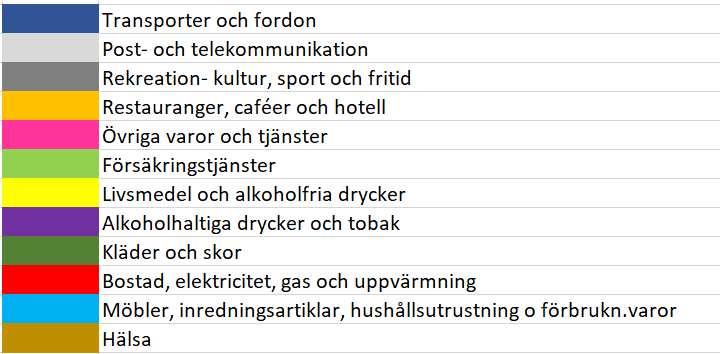 Transporter och fordon
Post- och telekommunikation
Rekreation- kultur, sport och fritid
Restauranger, caféer och hotell
Övriga varor och tjänster
Försäkringstjänster
Livsmedel och alkoholfria drycker
Alkoholhaltiga drycker och tobak
Kläder och skor
Bostad, elektricitet, gas och uppvärmning
Möbler, inredningsartiklar, hushållsutrustning o förbrukn.varor
Hälsa